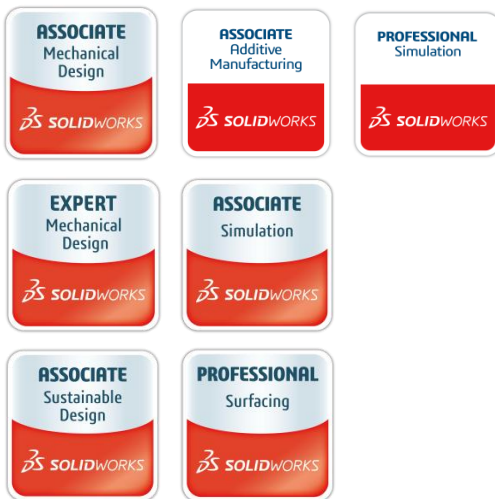 ASSOCIATE
Mechanical
Design
SOLIDWORKS
ASSOCIATE
Additive
Manufacturing
SOLIDWORKS
PROFESSIONAL
Simulation
SOLIDWORKS
EXPERT
Mechanical
Design
SOLIDWORKS
ASSOCIATE
Simulation
SOLIDWORKS
ASSOCIATE
Sustainable
Design
SOLIDWORKS
PROFESSIONAL
Surfacing
SOLIDWORKS